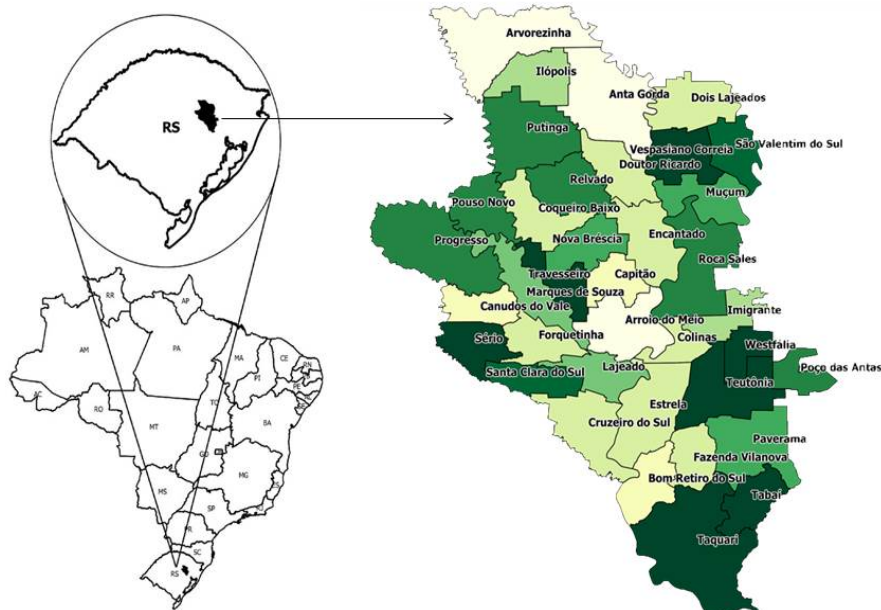 RS
RR
AP
AM
PA
MA
CE
RN
PI
PE
AC
TO
RO
BA
MT
GO
MG
MS
ES
SP
RJ
PR
SC
RS
Arvorezinha
Ilópolis
Anta Gorda
Dois Lajeados
Putinga
São Valentim do Sul
Vespasiano Correia
Doutor Ricardo
Relvado
Muçum
Pouso Novo
Coqueiro Baixo
Encantado
Progresso
Nova Bréscia
Roca Sales
Travesseiro
Capitão
Marques de Souza
Canudos do Vale
Imigrante
Arroio do Meio
Sério
Forquetinha
Colinas
Westfália
Santa Clara do Sul
Lajeado
Poço das Antas
Teutônia
Estrela
Cruzeiro do Sul
Paverama
Fazenda Vilanova
Bom Retiro do Sul
Tabaí
Taquari